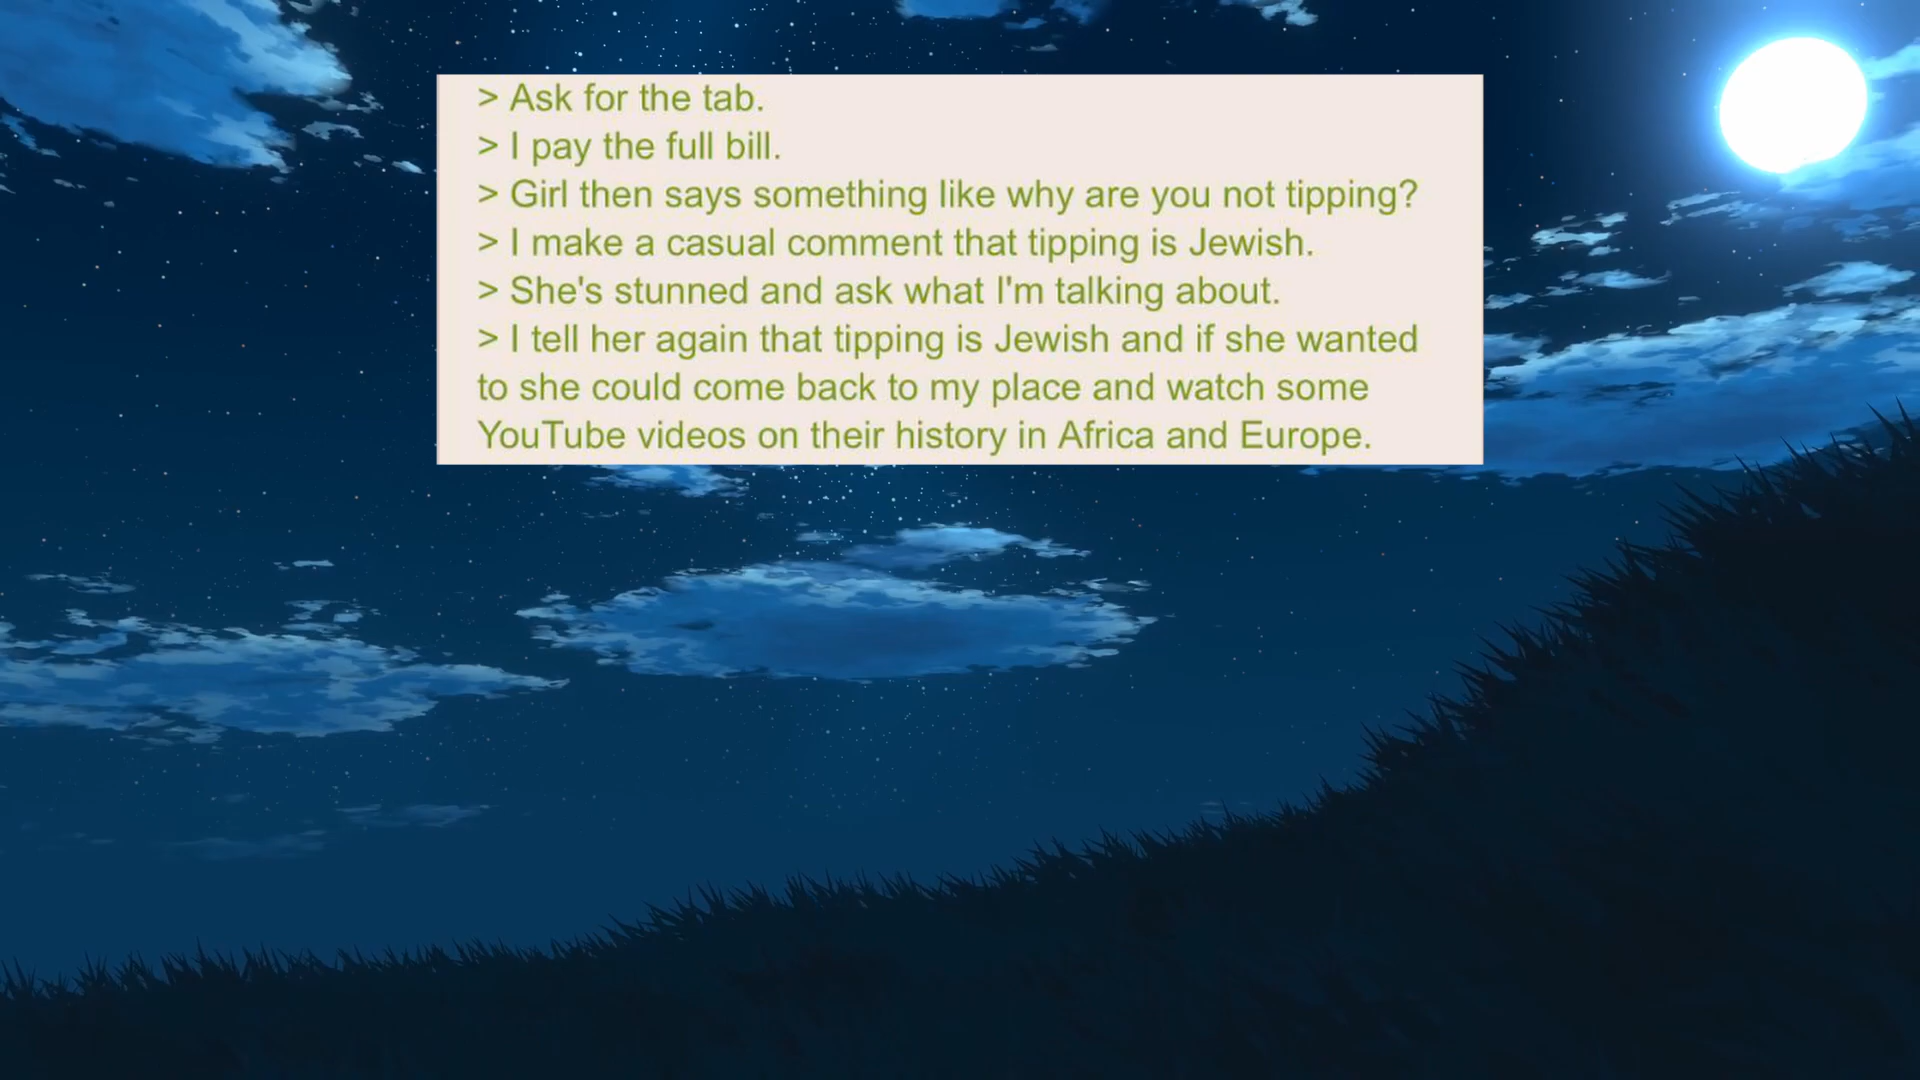 > Ask for the tab.
> I pay the full bill.
> Girl then says something like why are you not tipping?
> I make a casual comment that tipping is Jewish.
> She's stunned and ask what I'm talking about.
> I tell her again that tipping is Jewish and if she wanted
to she could come back to my place and watch some
YouTube videos on their history in Africa and Europe.